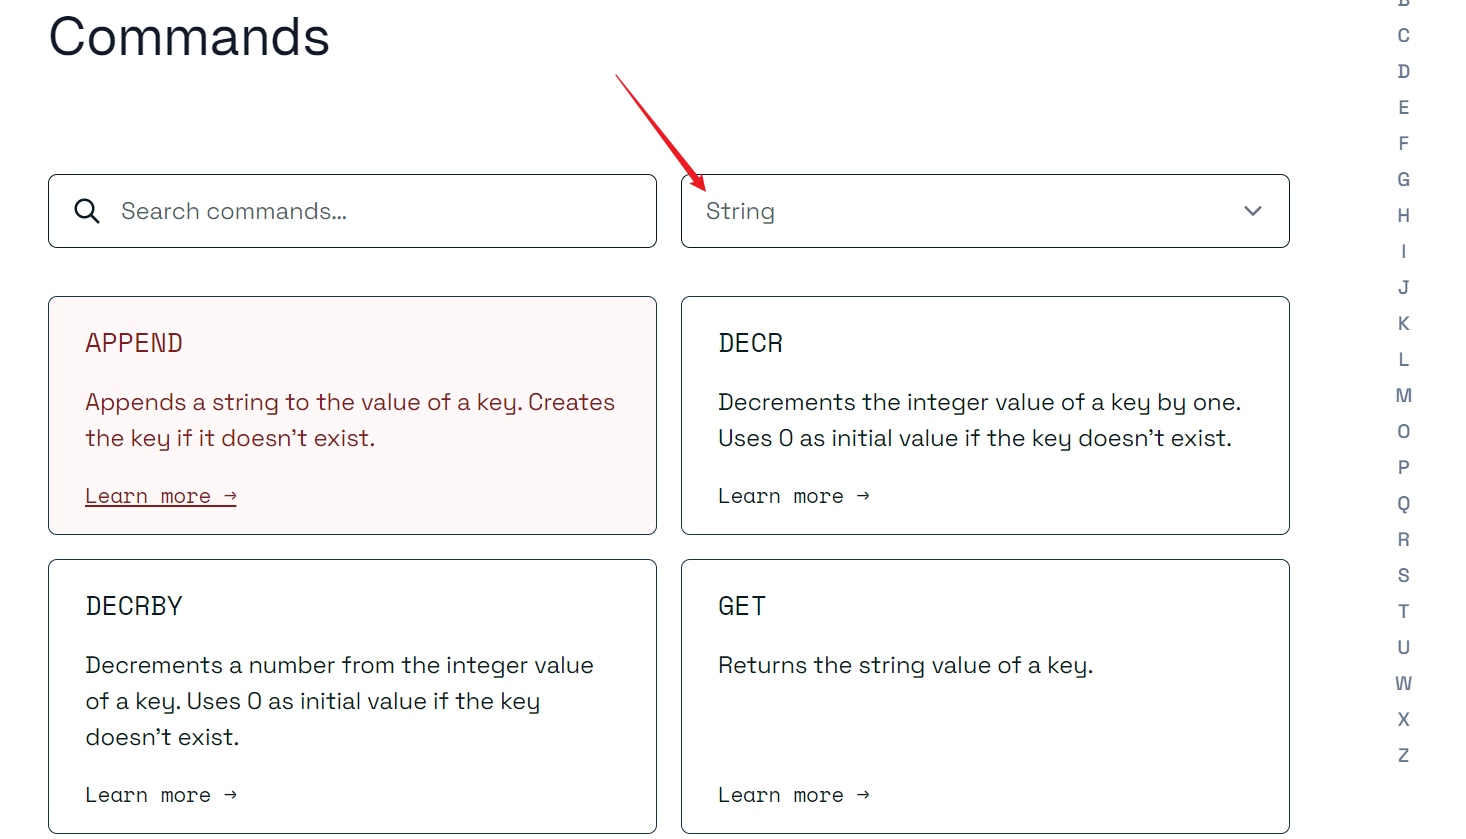 Commands
Search commands...
String
APPEND
Appends a string to the value of a key. Creates
the key if it doesn't exist.
Learn more →
DECR
Decrements the integer value of a key by one.
Uses 0 as initial value if the key doesn't exist.
Learn more →
DECRBY
Decrements a number from the integer value
of a key. Uses 0 as initial value if the key
doesn't exist.
Learn more →
GET
Returns the string value of a key.
Learn more →
B
C
D
E
F
G
H
I
J
K
L
M
O
P
Q
R
S
T
U
W
X
Z